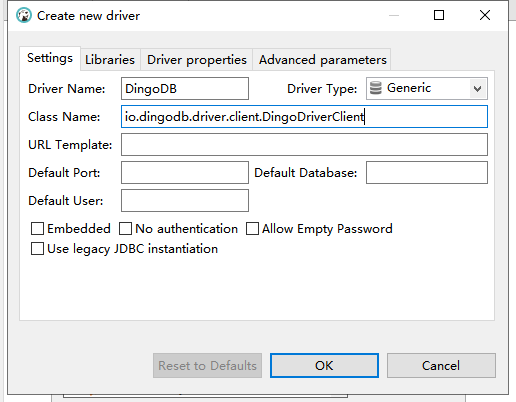 Create new driver
Settings Libraries Driver properties Advanced parameters
Driver Name: DingoDB Driver Type: Generic
Class Name: io.dingodb.driver.client.DingoDriverClient
URL Template:
Default Port: Default Database:
Default User:
Embedded No authentication Allow Empty Password
Use legacy JDBC instantiation
Reset to Defaults OK Cancel